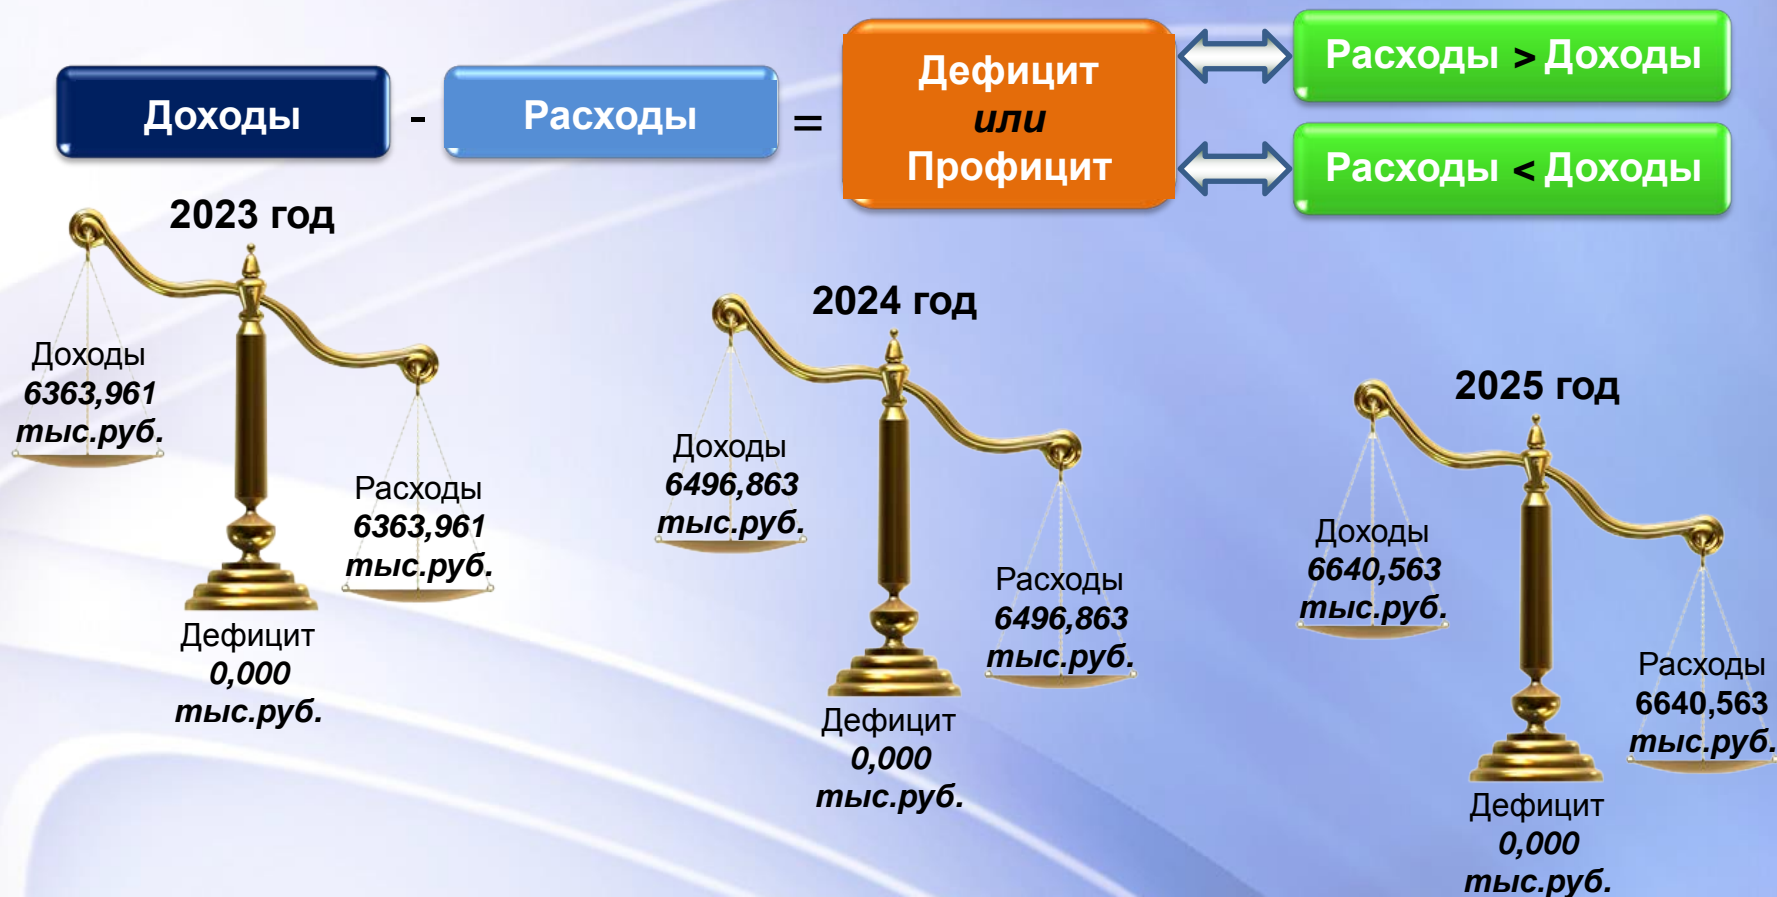 Доходы
-
Расходы
=
Дефицит
или
Профицит
Расходы > Доходы
Расходы < Доходы
2023 год
Доходы
6363,961
тыс.руб.
Расходы
6363,961
тыс.руб.
Дефицит
0,000
тыс.руб.
2024 год
Доходы
6496,863
тыс.руб.
Расходы
6496,863
тыс.руб.
Дефицит
0,000
тыс.руб.
2025 год
Доходы
6640,563
тыс.руб.
Расходы
6640,563
тыс.руб.
Дефицит
0,000
тыс.руб.